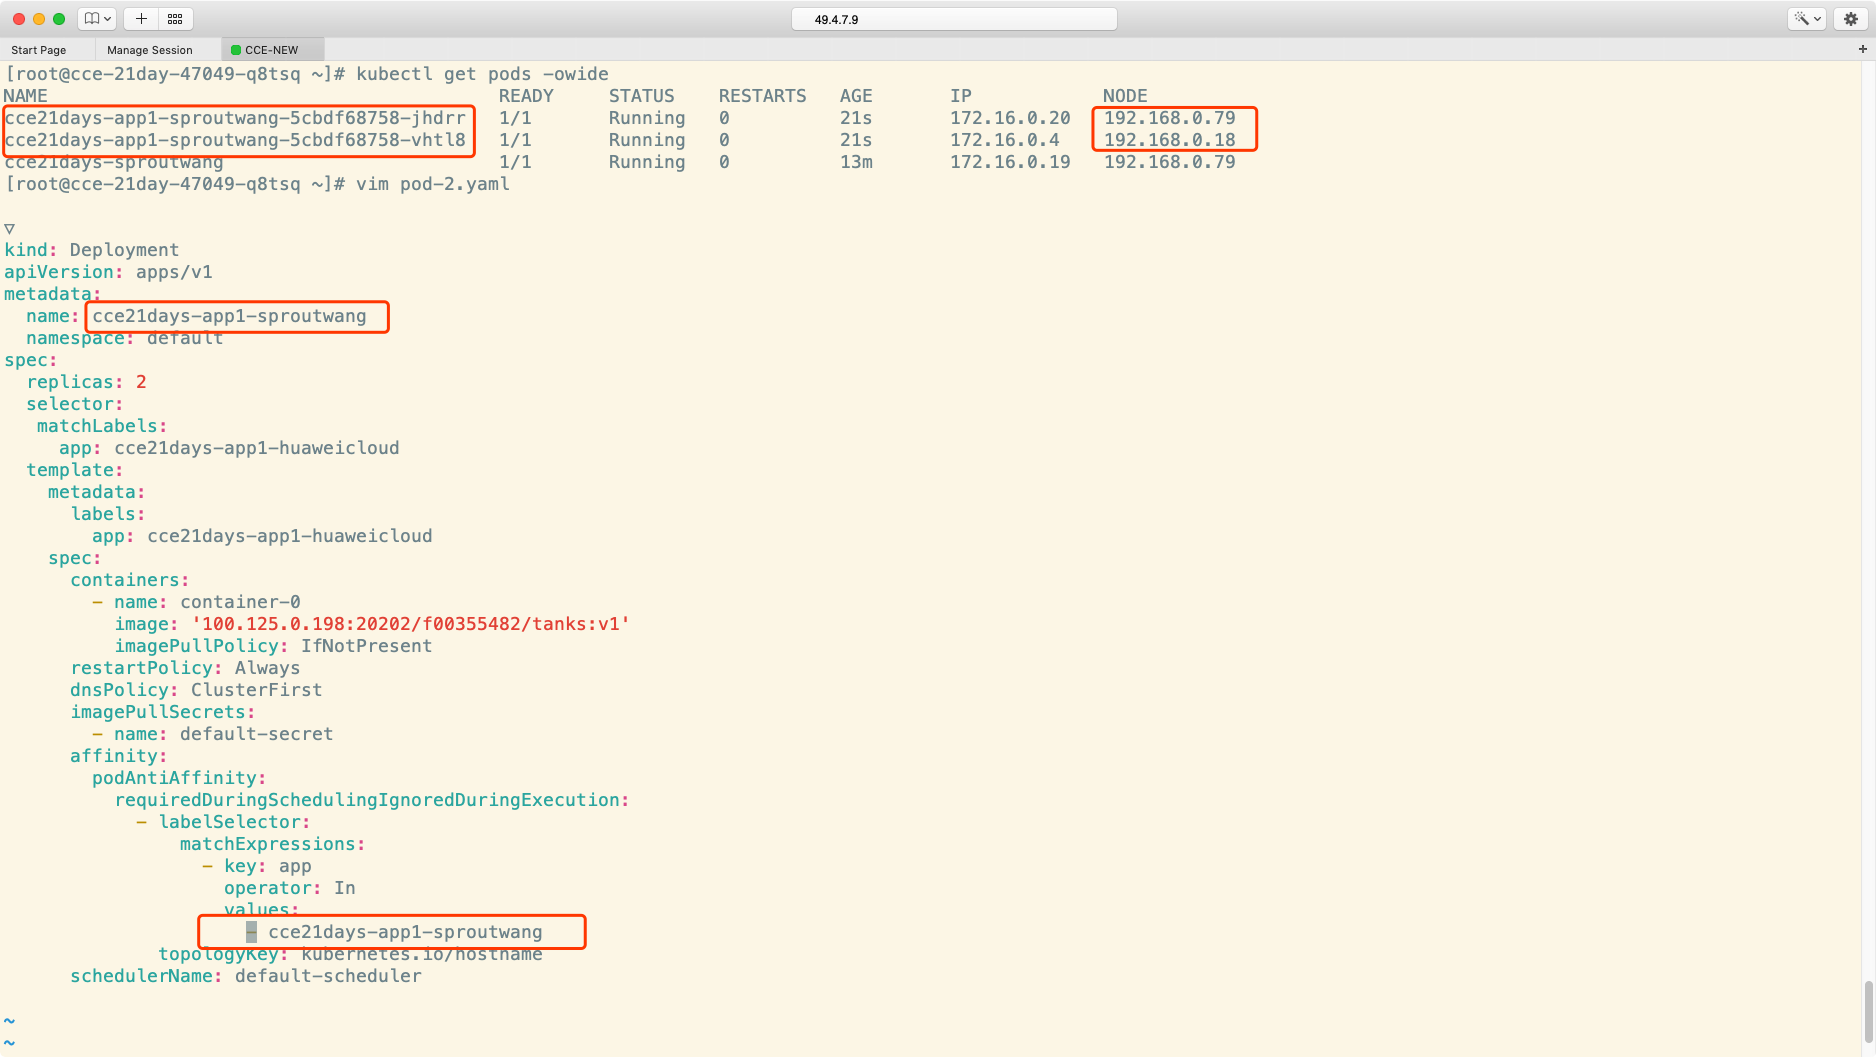 49.4.7.9
Start Page Manage Session CCE-NEW
[root@cce-21day-47049-q8tsq ~]# kubectl get pods -owide
NAME READY STATUS RESTARTS AGE IP NODE
cce21days-app1-sproutwang-5cbdf68758-jhdrr 1/1 Running 0 21s 172.16.0.20 192.168.0.79
cce21days-app1-sproutwang-5cbdf68758-vhtl8 1/1 Running 0 21s 172.16.0.4 192.168.0.18
cce21days-sproutwang 1/1 Running 0 13m 172.16.0.19 192.168.0.79
[root@cce-21day-47049-q8tsq ~]# vim pod-2.yaml
kind: Deployment
apiVersion: apps/v1
metadata:
  name: cce21days-app1-sproutwang
  namespace: default
spec:
  replicas: 2
  selector:
   matchLabels:
     app: cce21days-app1-huaweicloud
  template:
    metadata:
      labels:
        app: cce21days-app1-huaweicloud
    spec:
      containers:
        - name: container-0
          image: '100.125.0.198:20202/f00355482/tanks:v1'
          imagePullPolicy: IfNotPresent
      restartPolicy: Always
      dnsPolicy: ClusterFirst
      imagePullSecrets:
        - name: default-secret
      affinity:
        podAntiAffinity:
          requiredDuringSchedulingIgnoredDuringExecution:
            - labelSelector:
                matchExpressions:
                  - key: app
                    operator: In
                    values:
                      - cce21days-app1-sproutwang
              topologyKey: kubernetes.io/hostname
      schedulerName: default-scheduler
~
~